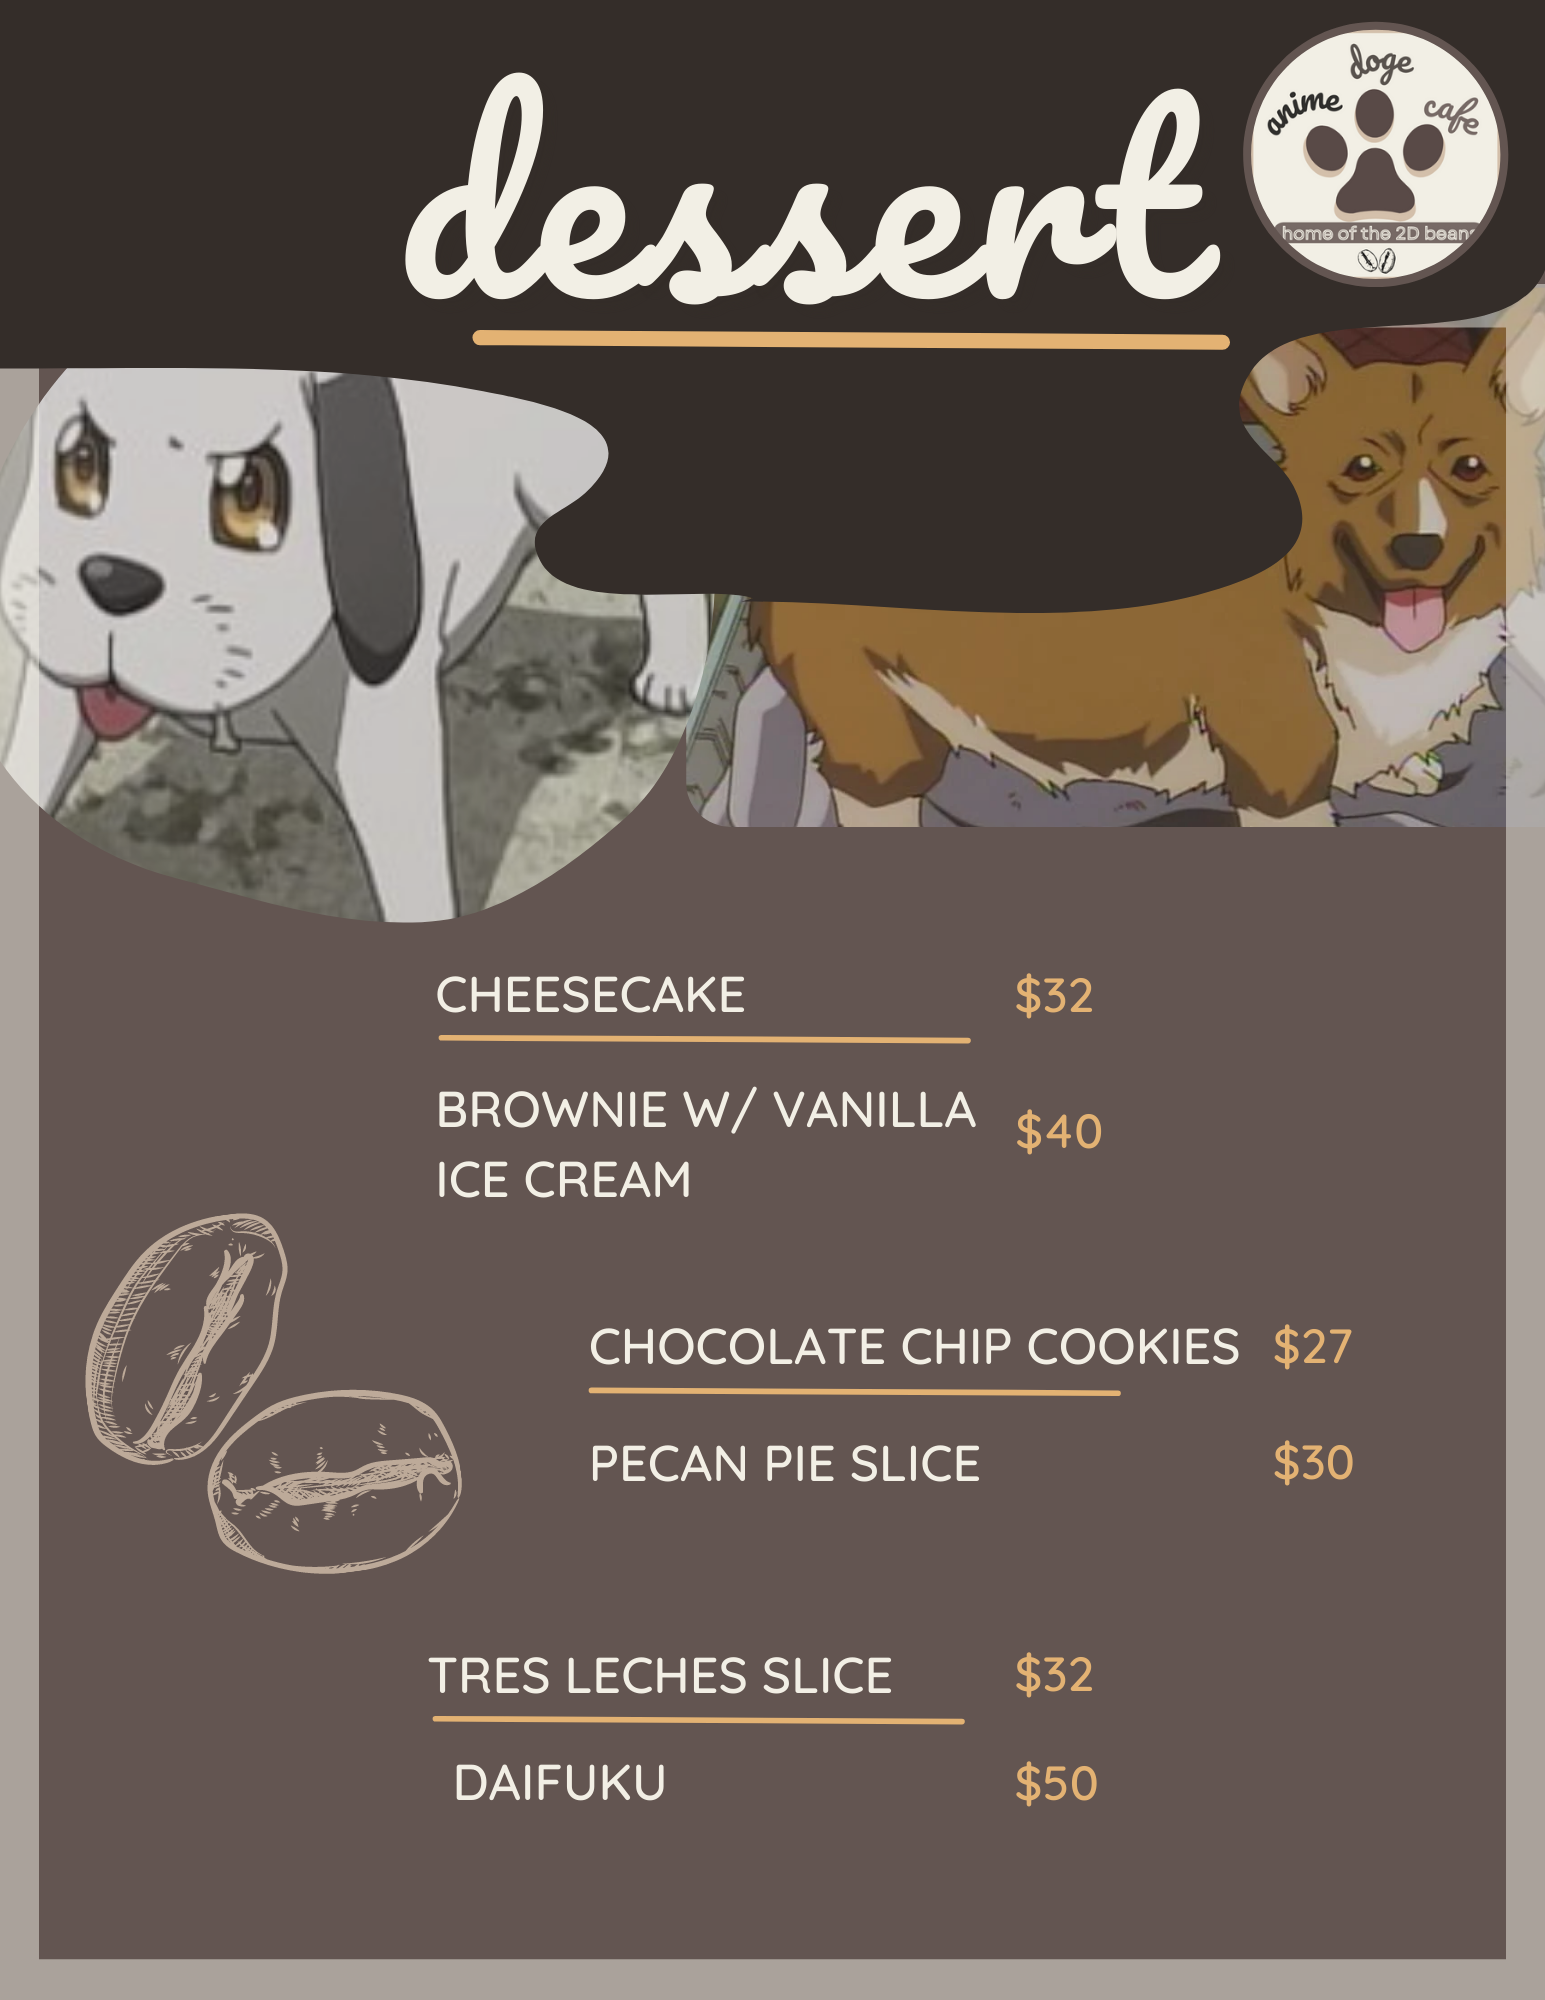 dessert
anime doge cafe
home of the 2D beans
CHEESECAKE $32
BROWNIE W/ VANILLA $40
ICE CREAM
CHOCOLATE CHIP COOKIES $27
PECAN PIE SLICE $30
TRES LECHES SLICE $32
DAIFUKU $50